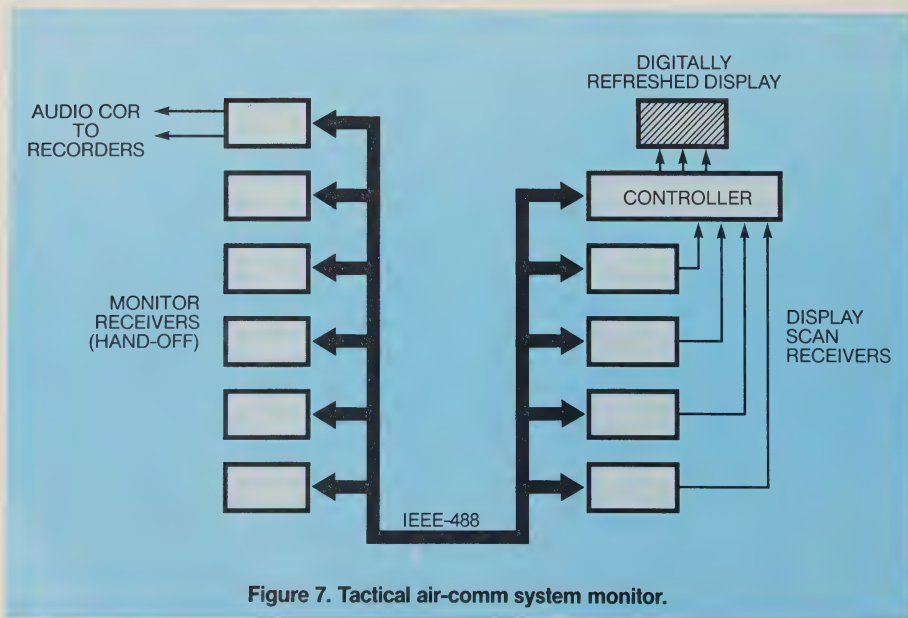 AUDIO COR
TO
RECORDERS
MONITOR
RECEIVERS
(HAND-OFF)
IEEE-488
DIGITALLY
REFRESHED DISPLAY
CONTROLLER
DISPLAY
SCAN
RECEIVERS
Figure 7. Tactical air-comm system monitor.